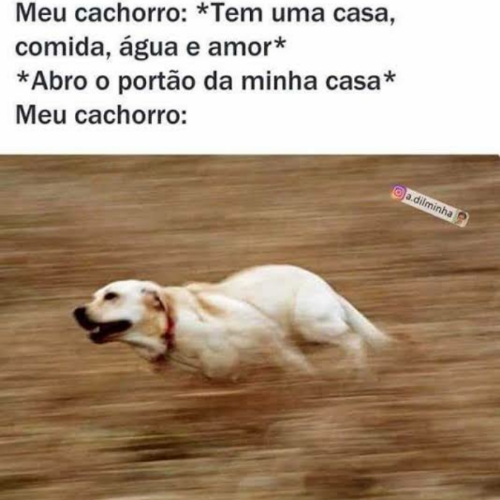 Meu cachorro: *Tem uma casa,
comida, água e amor*
*Abro o portão da minha casa*
Meu cachorro:
a.dilminha